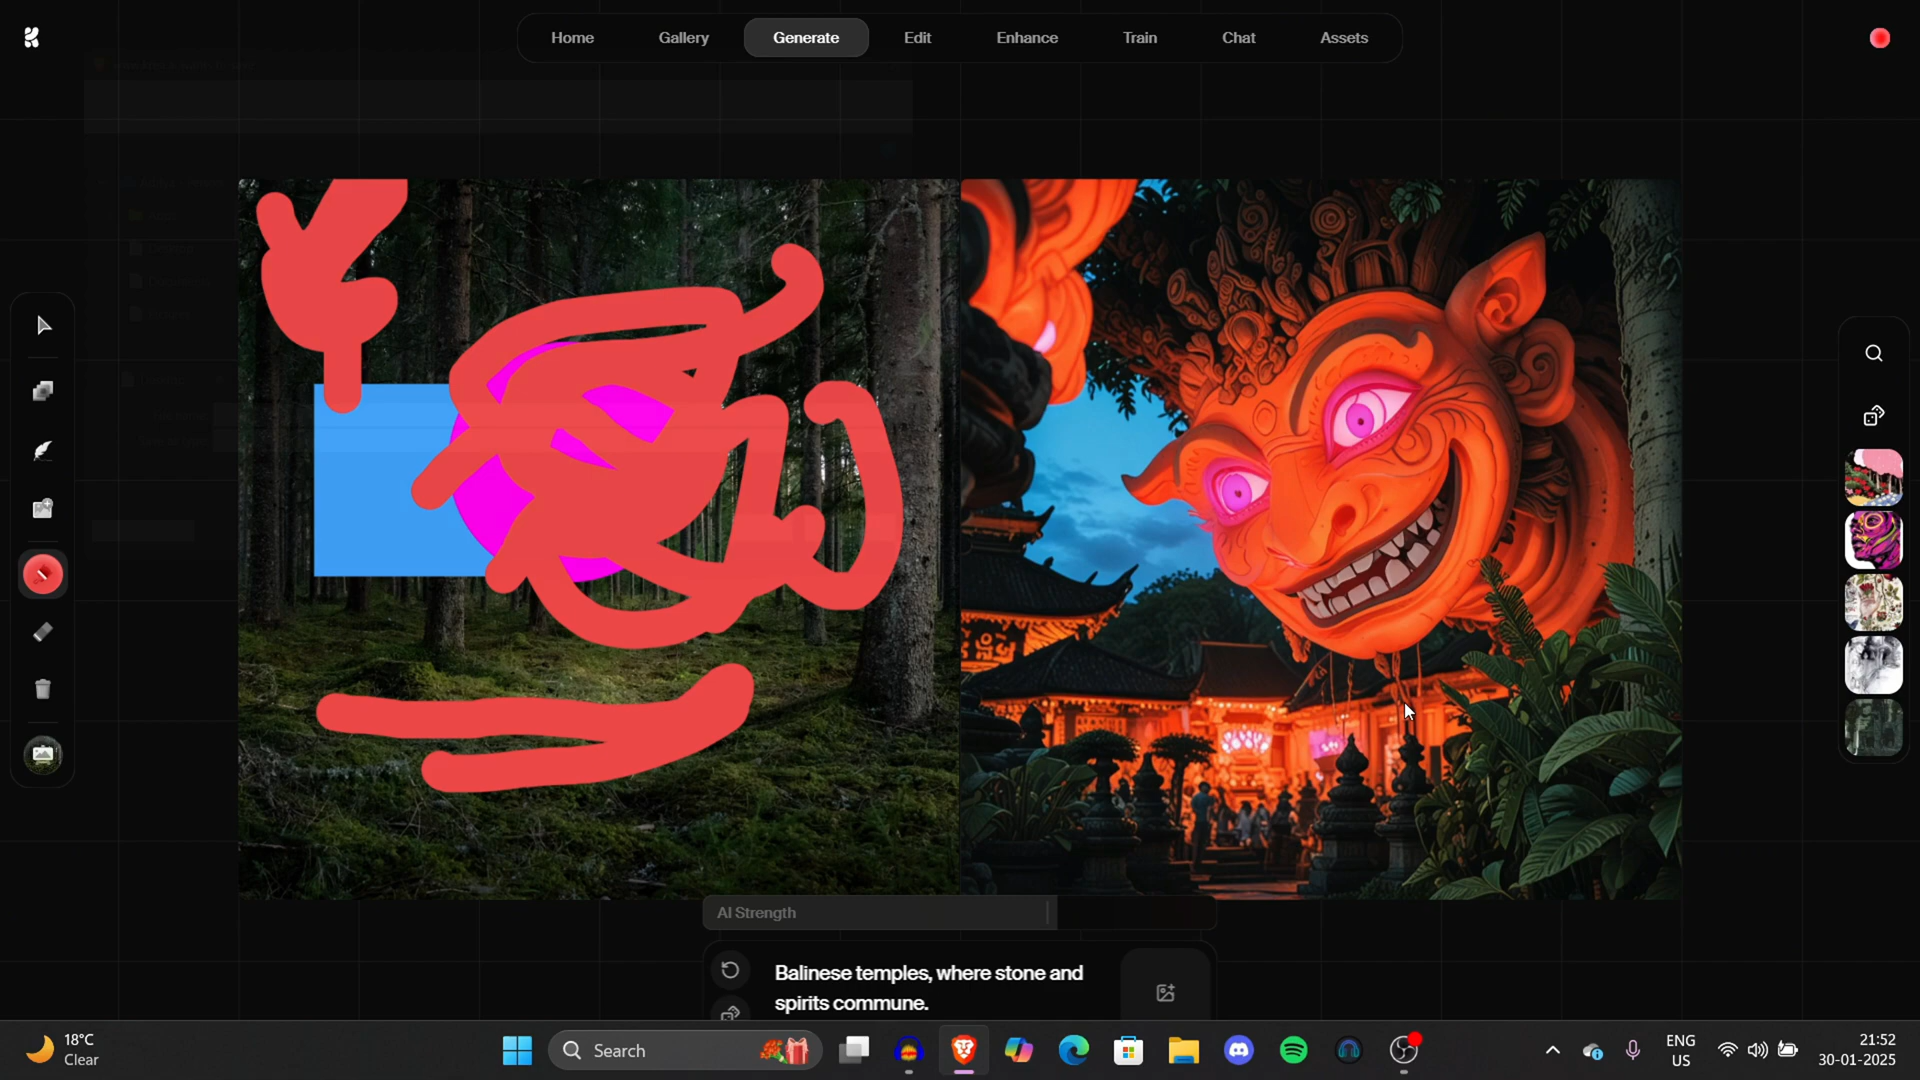 Home Gallery Generate Edit Enhance Train Chat Assets
AI Strength
Balinese temples, where stone and
spirits commune.
18°C
Clear
Search
ENG
US
21:52
30-01-2025